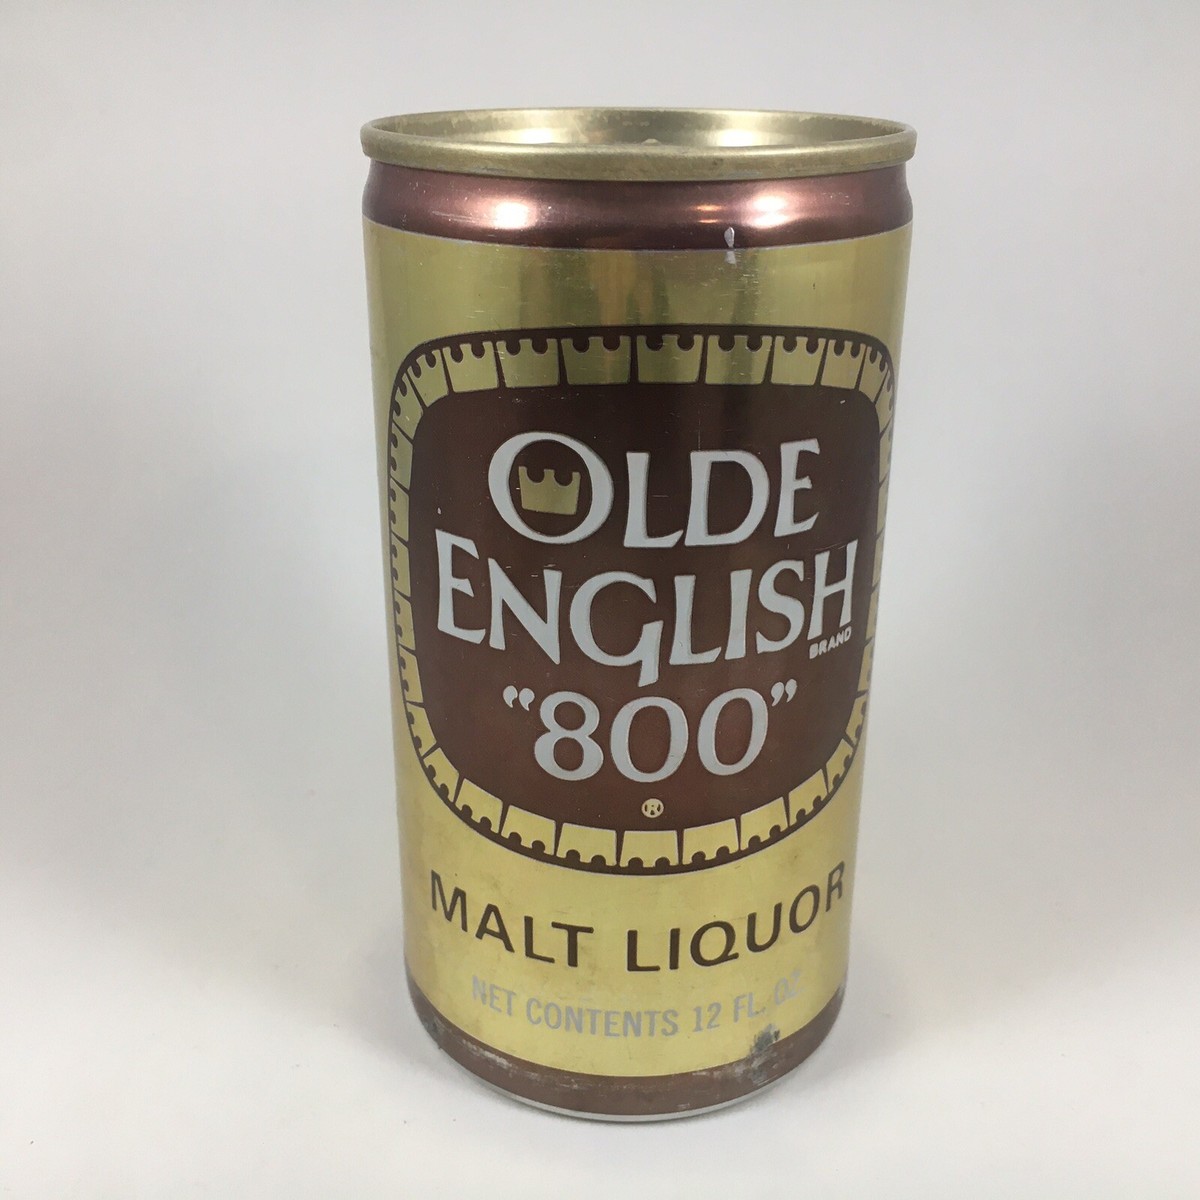 OLDE
ENGLISH
BRAND
“800”
®
MALT LIQUOR
NET CONTENTS 12 FL. OZ